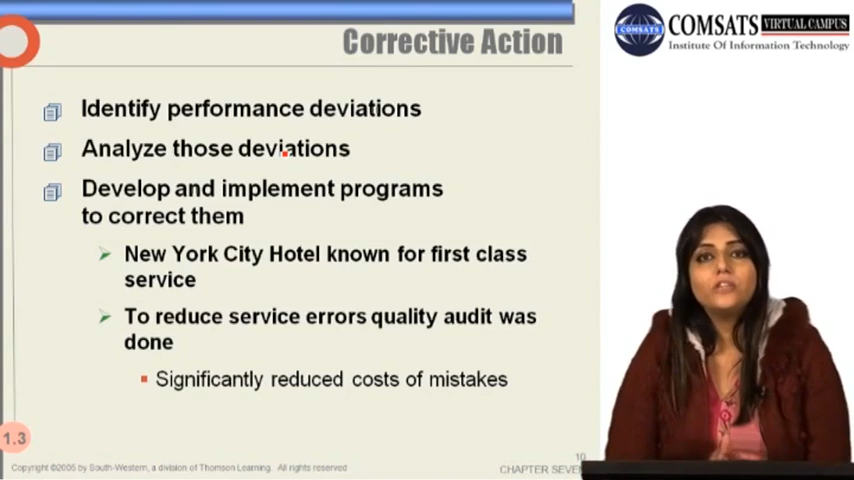 Corrective Action
COMSATS VIRTUAL CAMPUS
COMSATS
Institute Of Information Technology
Identify performance deviations
Analyze those deviations
Develop and implement programs
to correct them
New York City Hotel known for first class
service
To reduce service errors quality audit was
done
Significantly reduced costs of mistakes
1.3
10
Copyright ©2005 by South-Western, a division of Thomson Learning. All rights reserved
CHAPTER SEVEN